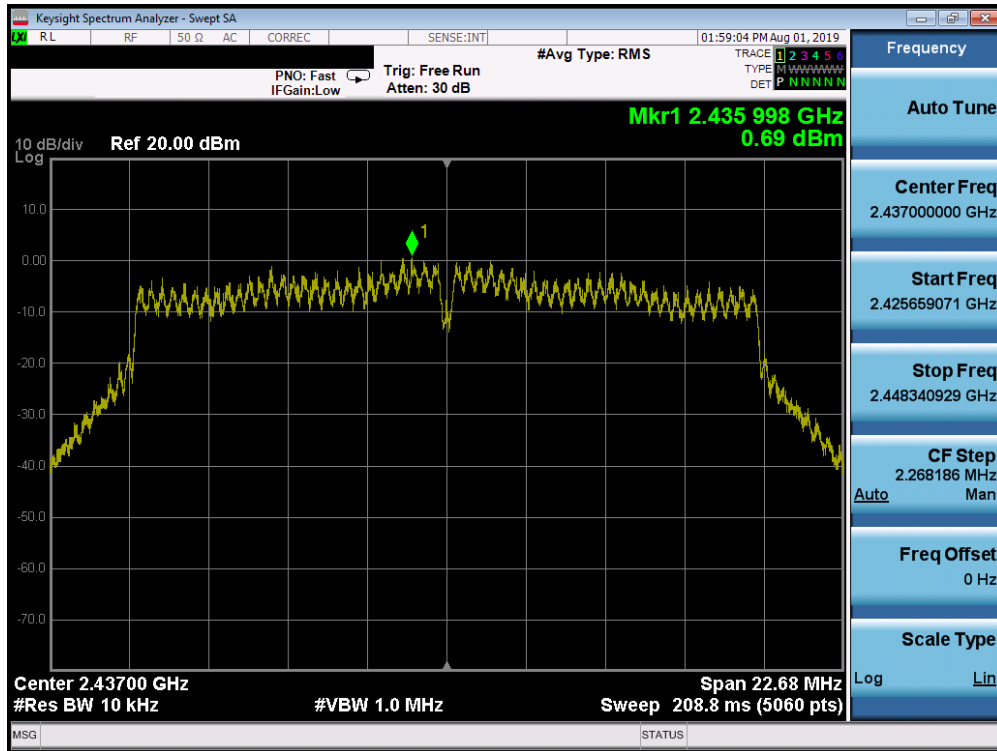 Keysight Spectrum Analyzer - Swept SA
LXI RL RF 50 Ω AC CORREC SENSE:INT 01:59:04 PM Aug 01, 2019
#Avg Type: RMS
TRACE 1 2 3 4 5 6
TYPE M WWWWW
DET P N N N N N
PNO: Fast Trig: Free Run
IFGain:Low Atten: 30 dB
Mkr1 2.435 998 GHz
0.69 dBm
10 dB/div Ref 20.00 dBm
Log
1
10.0
0.00
-10.0
-20.0
-30.0
-40.0
-50.0
-60.0
-70.0
Center 2.43700 GHz Span 22.68 MHz
#Res BW 10 kHz #VBW 1.0 MHz Sweep 208.8 ms (5060 pts)
MSG STATUS
Frequency
Auto Tune
Center Freq
2.437000000 GHz
Start Freq
2.425659071 GHz
Stop Freq
2.448340929 GHz
CF Step
2.268186 MHz
Auto Man
Freq Offset
0 Hz
Scale Type
Log Lin